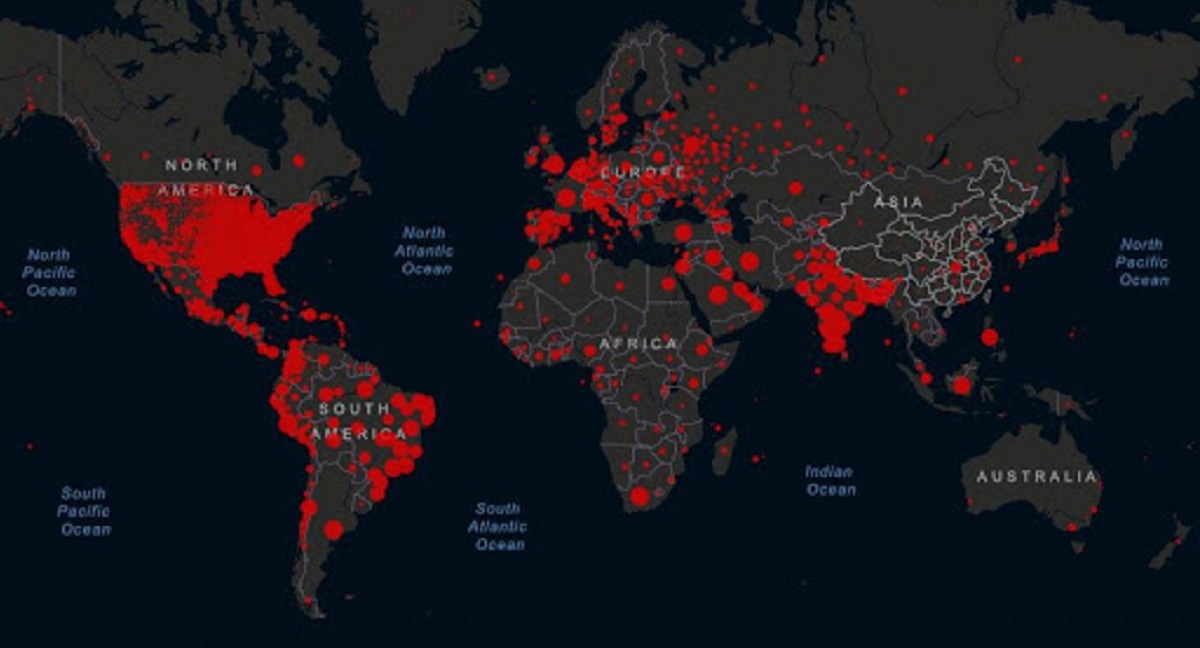 NORTH
AMERICA
EUROPE
ASIA
North
Pacific
Ocean
North
Atlantic
Ocean
North
Pacific
Ocean
AFRICA
SOUTH
AMERICA
South
Pacific
Ocean
South
Atlantic
Ocean
Indian
Ocean
AUSTRALIA